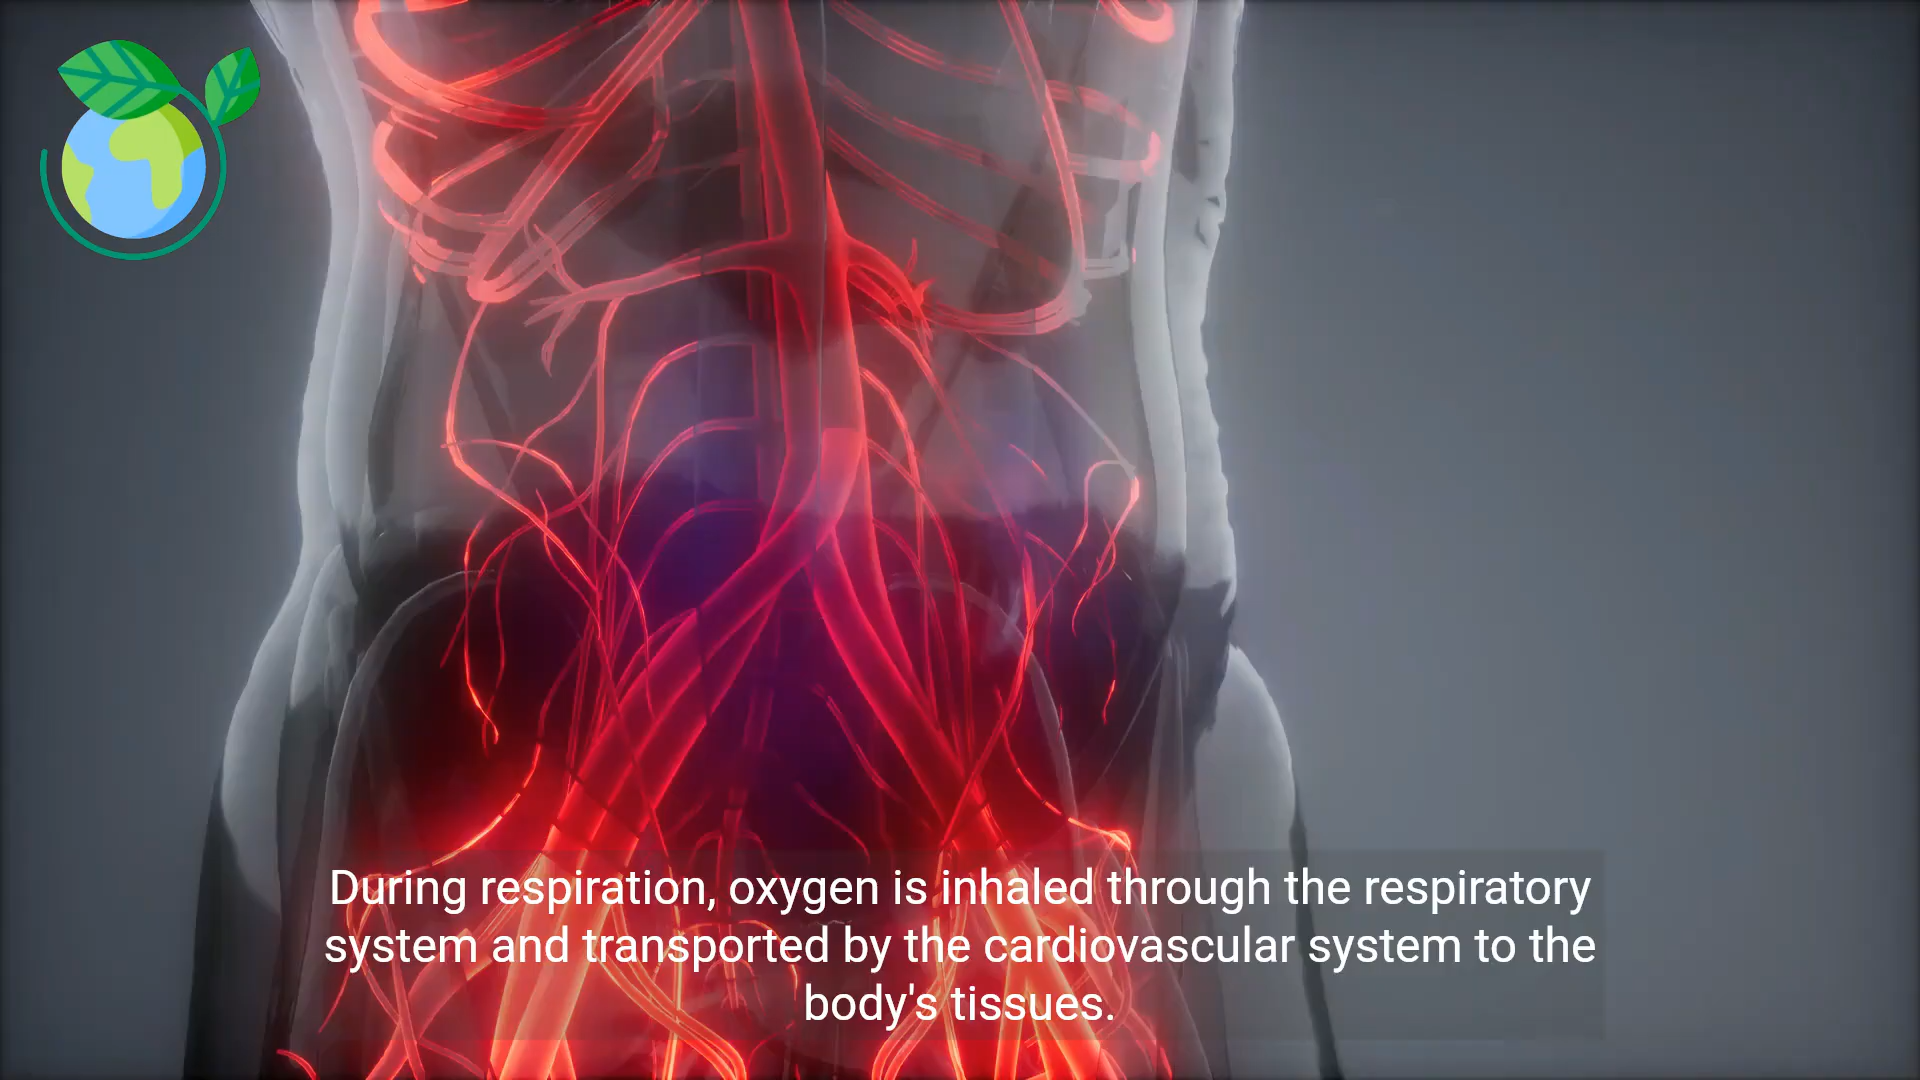 During respiration, oxygen is inhaled through the respiratory
system and transported by the cardiovascular system to the
body's tissues.